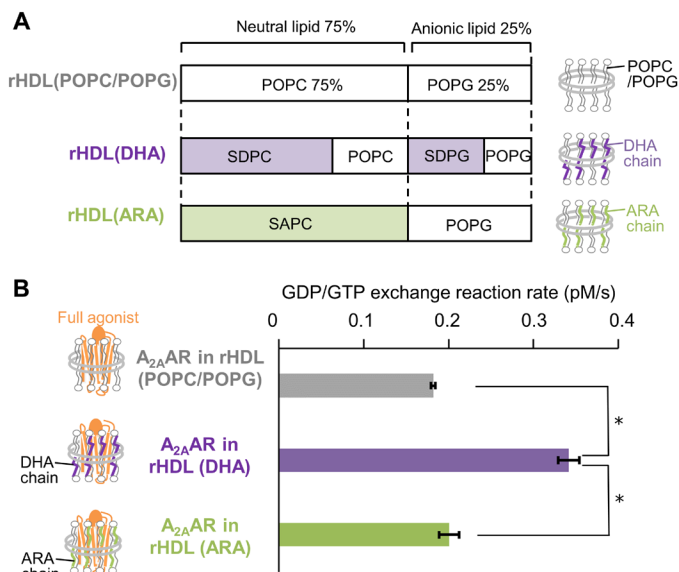 A
Neutral lipid 75%
Anionic lipid 25%
rHDL(POPC/POPG)
POPC 75%
POPG 25%
POPC
/POPG
rHDL(DHA)
SDPC
POPC
SDPG
POPG
DHA
chain
rHDL(ARA)
SAPC
POPG
ARA
chain
B
GDP/GTP exchange reaction rate (pM/s)
Full agonist
0
0.1
0.2
0.3
0.4
A2AAR in rHDL
(POPC/POPG)
*
DHA
chain
A2AAR in
rHDL (DHA)
*
ARA
chain
A2AAR in
rHDL (ARA)